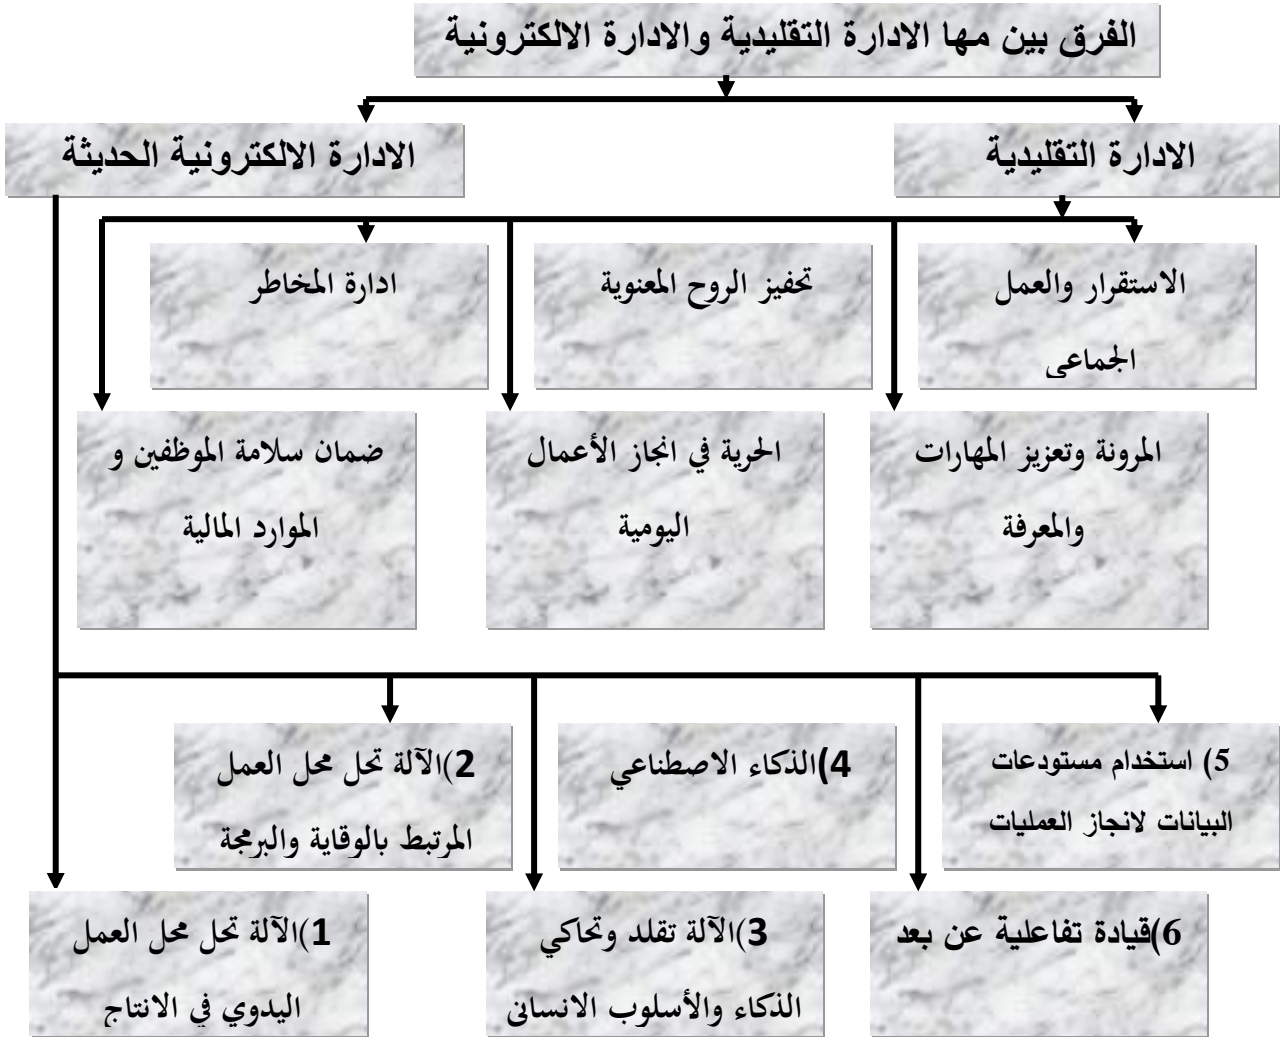 الفرق بين مها الادارة التقليدية والادارة الالكترونية
الادارة التقليدية
الادارة الالكترونية الحديثة
الاستقرار والعمل
الجماعي
تحفيز الروح المعنوية
ادارة المخاطر
المرونة وتعزيز المهارات
والمعرفة
الحرية في انجاز الأعمال
اليومية
ضمان سلامة الموظفين و
الموارد المالية
5) استخدام مستودعات
البيانات لانجاز العمليات
4)الذكاء الاصطناعي
2)الآلة تحل محل العمل
المرتبط بالوقاية والبرمجة
6)قيادة تفاعلية عن بعد
3)الآلة تقلد وتحاكي
الذكاء والأسلوب الانساني
1)الآلة تحل محل العمل
اليدوي في الانتاج